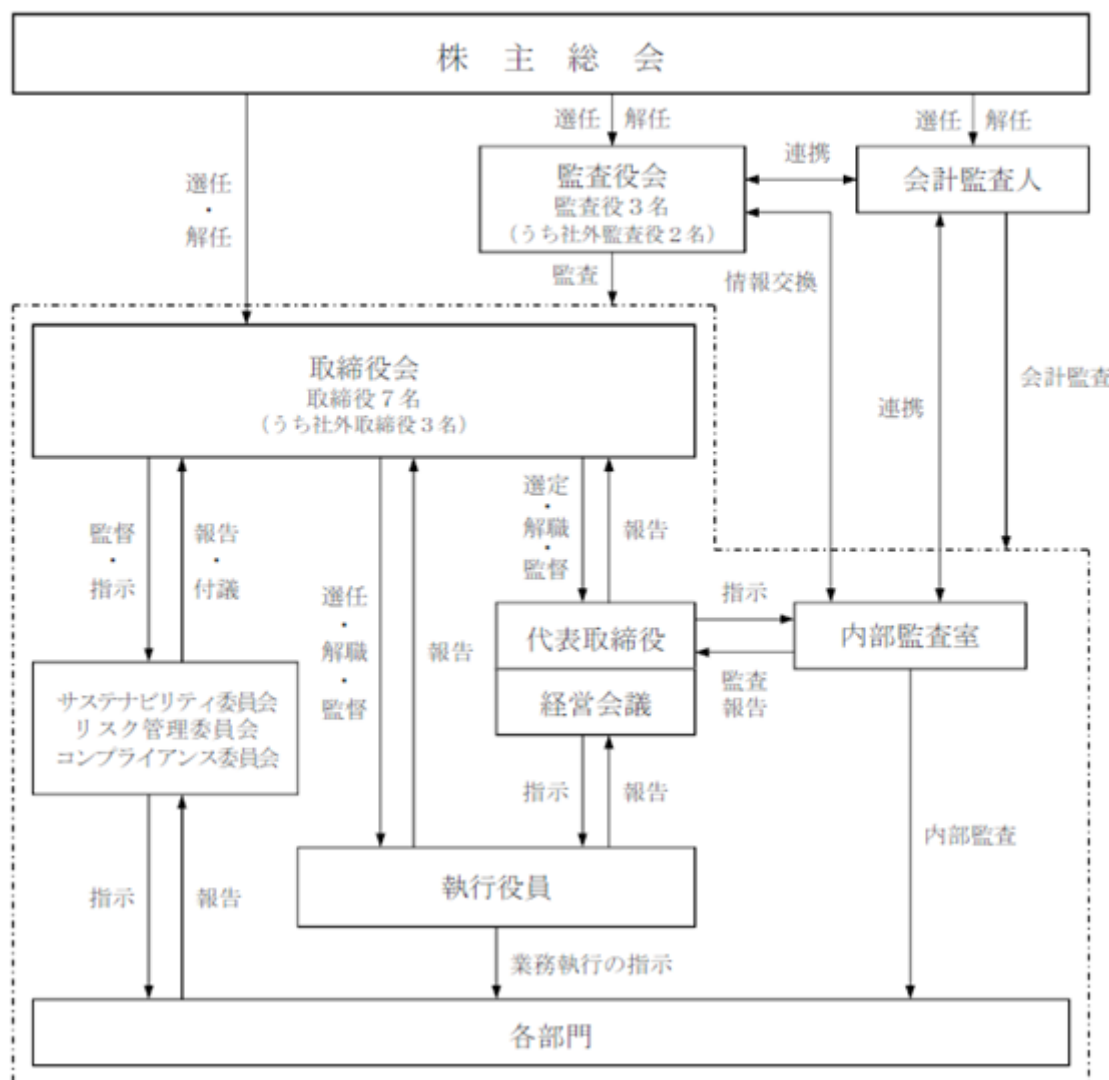 株 主 総 会
選任 解任
選任 解任
選任
・
解任
監査役会
監査役３名
（うち社外監査役２名）
連携
会計監査人
監査
情報交換
取締役会
取締役７名
（うち社外取締役３名）
会計監査
連携
監督
・
指示
報告
・
付議
選任
・
解職
・
監督
報告
選定
・
解職
・
監督
報告
代表取締役
経営会議
指示
監査
報告
内部監査室
サステナビリティ委員会
リスク管理委員会
コンプライアンス委員会
指示
報告
内部監査
執行役員
指示
報告
業務執行の指示
各部門